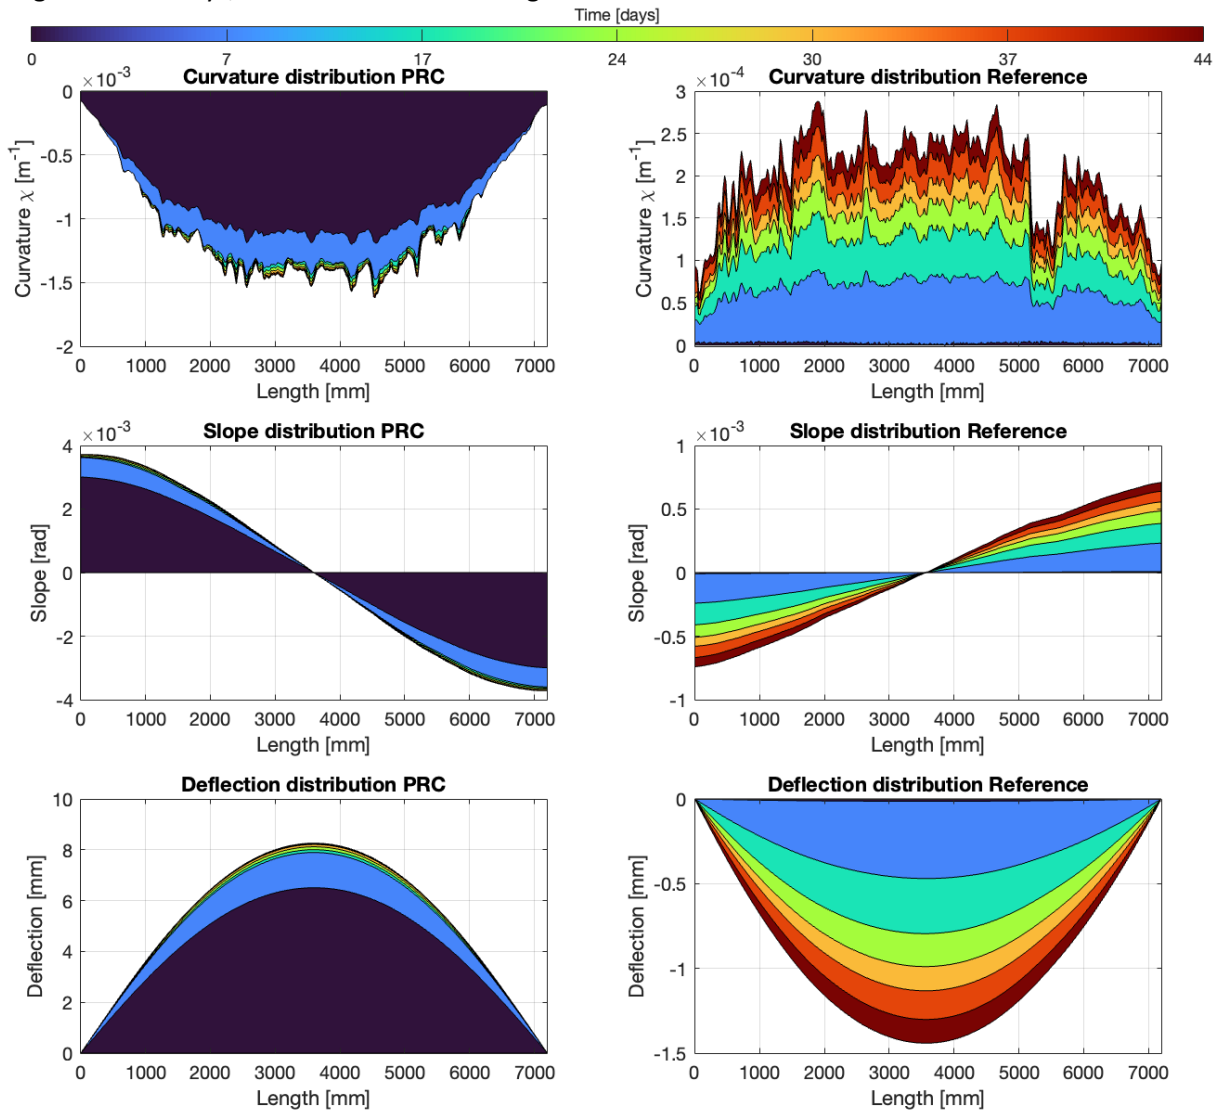 Time [days]
0 7 17 24 30 37 44
×10⁻³ Curvature distribution PRC
0
-0.5
-1
-1.5
-2
Curvature χ [m⁻¹]
0 1000 2000 3000 4000 5000 6000 7000
Length [mm]
×10⁻⁴ Curvature distribution Reference
3
2.5
2
1.5
1
0.5
0
Curvature χ [m⁻¹]
0 1000 2000 3000 4000 5000 6000 7000
Length [mm]
×10⁻³ Slope distribution PRC
4
2
0
-2
-4
Slope [rad]
0 1000 2000 3000 4000 5000 6000 7000
Length [mm]
×10⁻³ Slope distribution Reference
1
0.5
0
-0.5
-1
Slope [rad]
0 1000 2000 3000 4000 5000 6000 7000
Length [mm]
Deflection distribution PRC
10
8
6
4
2
0
Deflection [mm]
0 1000 2000 3000 4000 5000 6000 7000
Length [mm]
Deflection distribution Reference
0
-0.5
-1
-1.5
Deflection [mm]
0 1000 2000 3000 4000 5000 6000 7000
Length [mm]